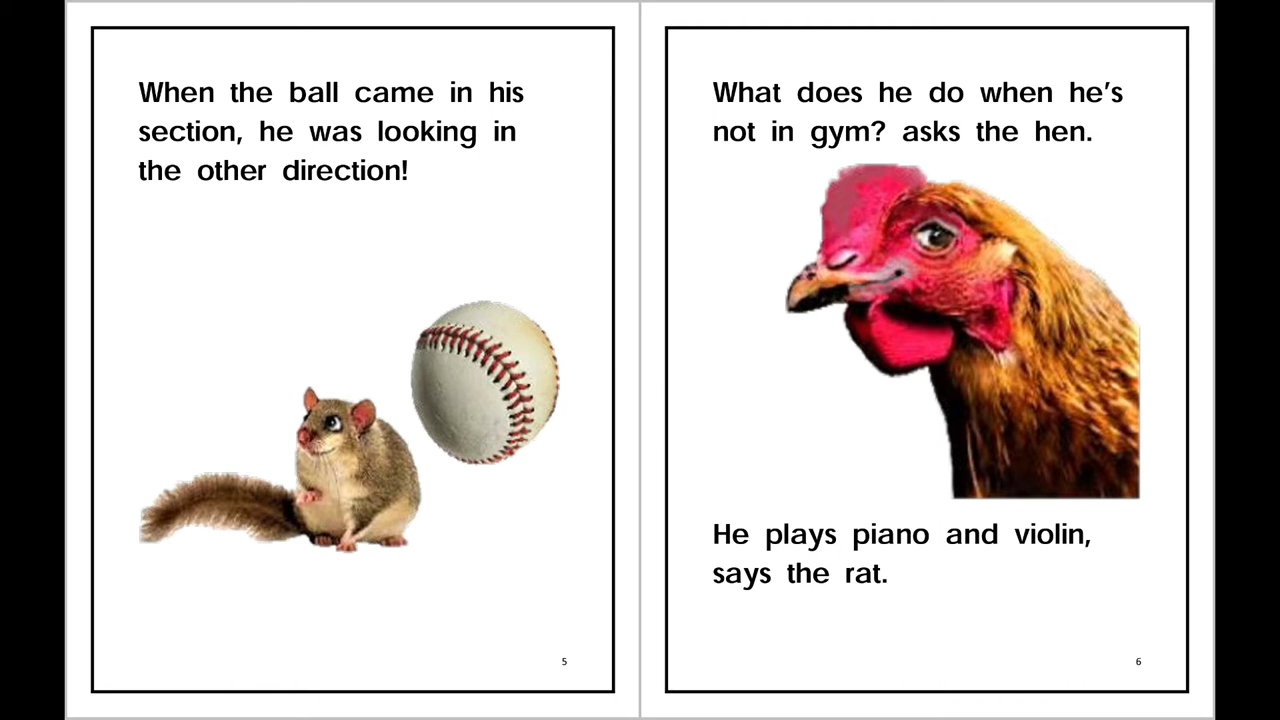 When the ball came in his
section, he was looking in
the other direction!
5
What does he do when he's
not in gym? asks the hen.
He plays piano and violin,
says the rat.
6